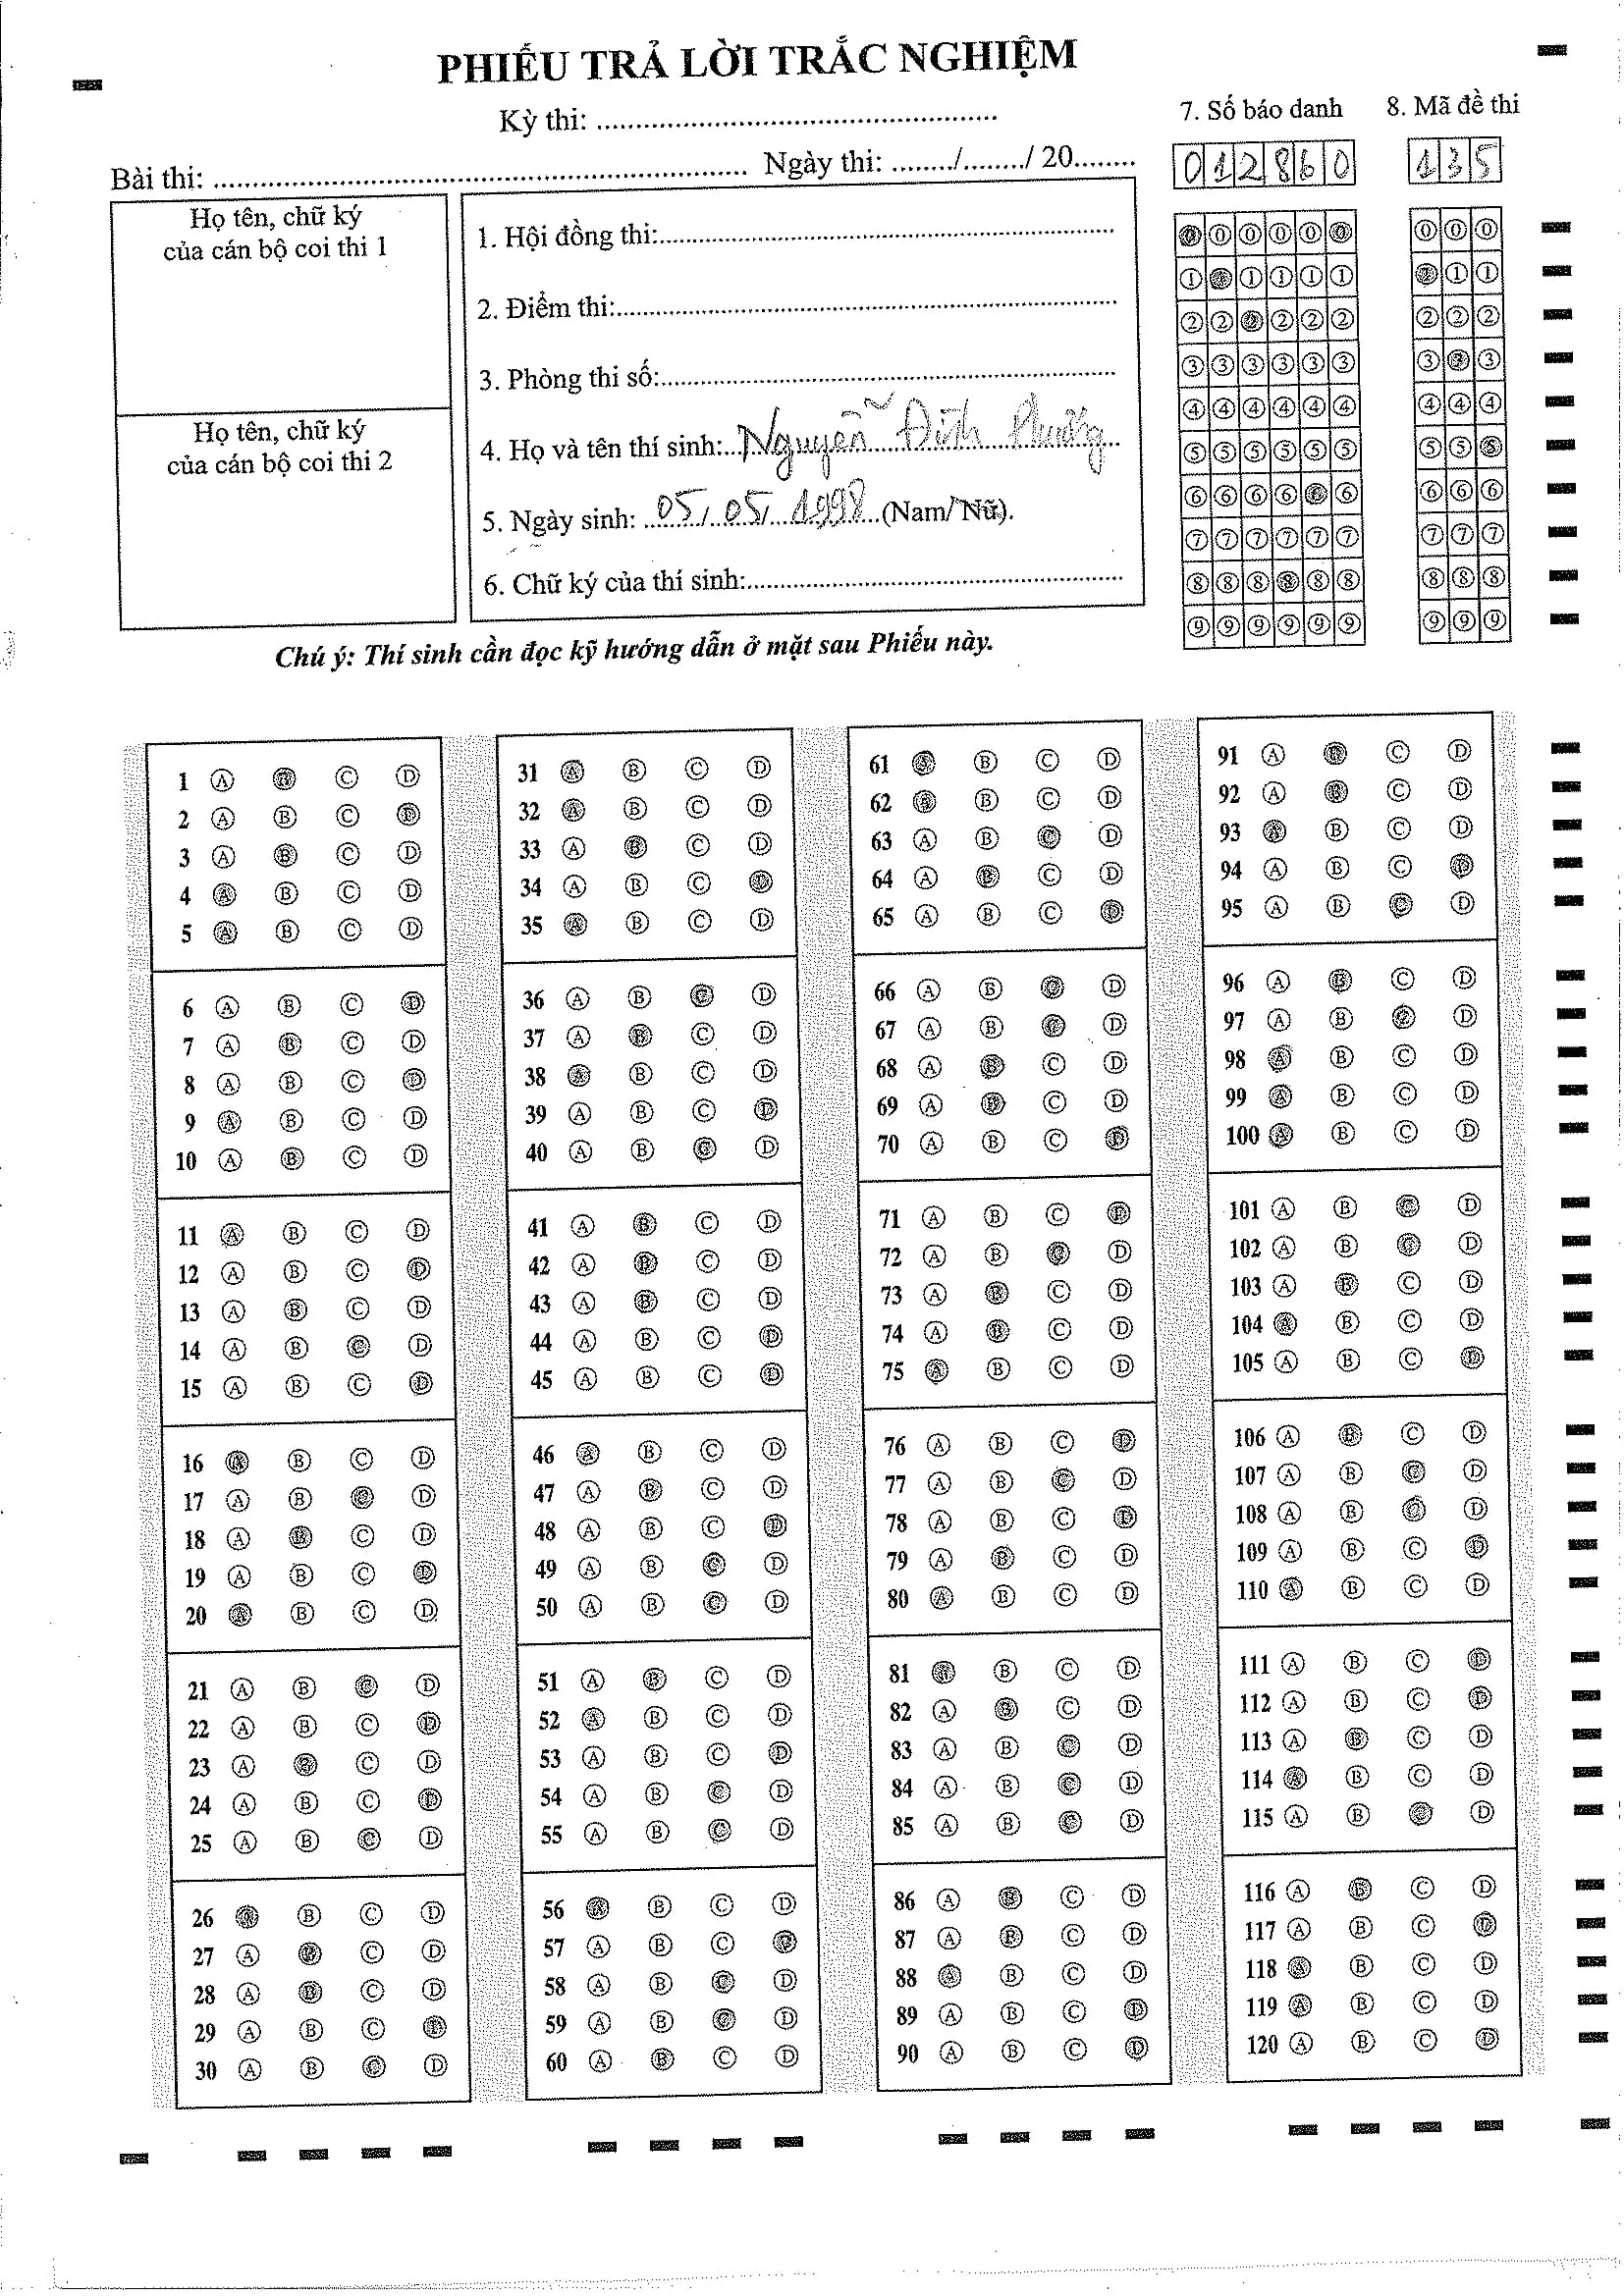 PHIẾU TRẢ LỜI TRẮC NGHIỆM
Kỳ thi: ....................................................
Bài thi: ..................................................................... Ngày thi: ......../......../ 20........
Họ tên, chữ ký
của cán bộ coi thi 1
Họ tên, chữ ký
của cán bộ coi thi 2
1. Hội đồng thi:...........................................................
2. Điểm thi:.................................................................
3. Phòng thi số:...........................................................
4. Họ và tên thí sinh: Nguyễn Đình Phương
5. Ngày sinh: 05/05/1998 (Nam/Nữ).
6. Chữ ký của thí sinh:.................................................
7. Số báo danh
012860
0 0 0 0 0 0
1 1 1 1 1 1
2 2 2 2 2 2
3 3 3 3 3 3
4 4 4 4 4 4
5 5 5 5 5 5
6 6 6 6 6 6
7 7 7 7 7 7
8 8 8 8 8 8
9 9 9 9 9 9
8. Mã đề thi
135
0 0 0
1 1 1
2 2 2
3 3 3
4 4 4
5 5 5
6 6 6
7 7 7
8 8 8
9 9 9
Chú ý: Thí sinh cần đọc kỹ hướng dẫn ở mặt sau Phiếu này.
1 A B C D
2 A B C D
3 A B C D
4 A B C D
5 A B C D
6 A B C D
7 A B C D
8 A B C D
9 A B C D
10 A B C D
11 A B C D
12 A B C D
13 A B C D
14 A B C D
15 A B C D
16 A B C D
17 A B C D
18 A B C D
19 A B C D
20 A B C D
21 A B C D
22 A B C D
23 A B C D
24 A B C D
25 A B C D
26 A B C D
27 A B C D
28 A B C D
29 A B C D
30 A B C D
31 A B C D
32 A B C D
33 A B C D
34 A B C D
35 A B C D
36 A B C D
37 A B C D
38 A B C D
39 A B C D
40 A B C D
41 A B C D
42 A B C D
43 A B C D
44 A B C D
45 A B C D
46 A B C D
47 A B C D
48 A B C D
49 A B C D
50 A B C D
51 A B C D
52 A B C D
53 A B C D
54 A B C D
55 A B C D
56 A B C D
57 A B C D
58 A B C D
59 A B C D
60 A B C D
61 A B C D
62 A B C D
63 A B C D
64 A B C D
65 A B C D
66 A B C D
67 A B C D
68 A B C D
69 A B C D
70 A B C D
71 A B C D
72 A B C D
73 A B C D
74 A B C D
75 A B C D
76 A B C D
77 A B C D
78 A B C D
79 A B C D
80 A B C D
81 A B C D
82 A B C D
83 A B C D
84 A B C D
85 A B C D
86 A B C D
87 A B C D
88 A B C D
89 A B C D
90 A B C D
91 A B C D
92 A B C D
93 A B C D
94 A B C D
95 A B C D
96 A B C D
97 A B C D
98 A B C D
99 A B C D
100 A B C D
101 A B C D
102 A B C D
103 A B C D
104 A B C D
105 A B C D
106 A B C D
107 A B C D
108 A B C D
109 A B C D
110 A B C D
111 A B C D
112 A B C D
113 A B C D
114 A B C D
115 A B C D
116 A B C D
117 A B C D
118 A B C D
119 A B C D
120 A B C D